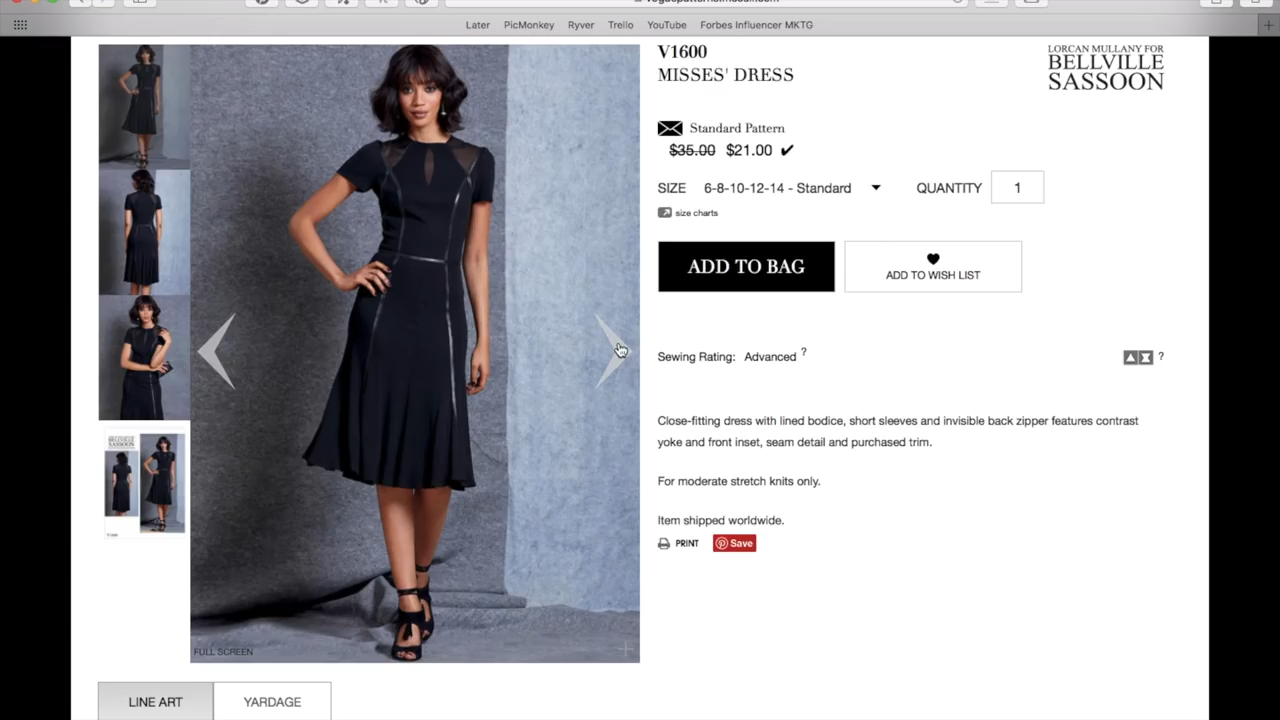 Later PicMonkey Ryver Trello YouTube Forbes Influencer MKTG
V1600
MISSES' DRESS
LORCAN MULLANY FOR
BELLVILLE
SASSOON
Standard Pattern
$35.00 $21.00 ✔
SIZE 6-8-10-12-14 - Standard QUANTITY 1
size charts
ADD TO BAG
ADD TO WISH LIST
Sewing Rating: Advanced ?
?
Close-fitting dress with lined bodice, short sleeves and invisible back zipper features contrast
yoke and front inset, seam detail and purchased trim.
For moderate stretch knits only.
Item shipped worldwide.
PRINT Save
BELLVILLE
SASSOON
FULL SCREEN
LINE ART YARDAGE